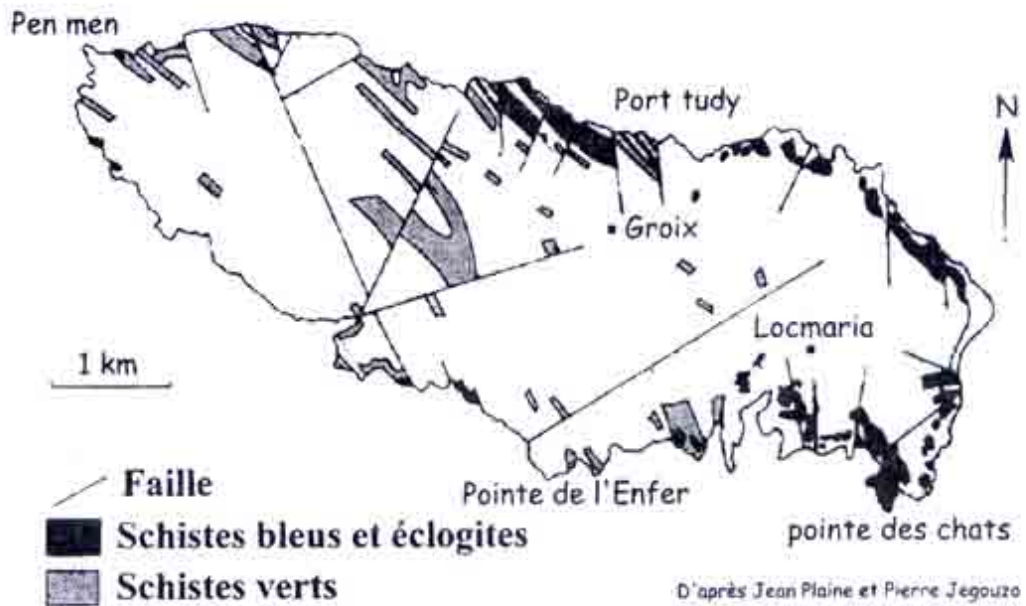 Pen men
Port tudy
N
Groix
Locmaria
1 km
Pointe de l'Enfer
pointe des chats
Faille
Schistes bleus et éclogites
Schistes verts
D'après Jean Plaine et Pierre Jegouzo